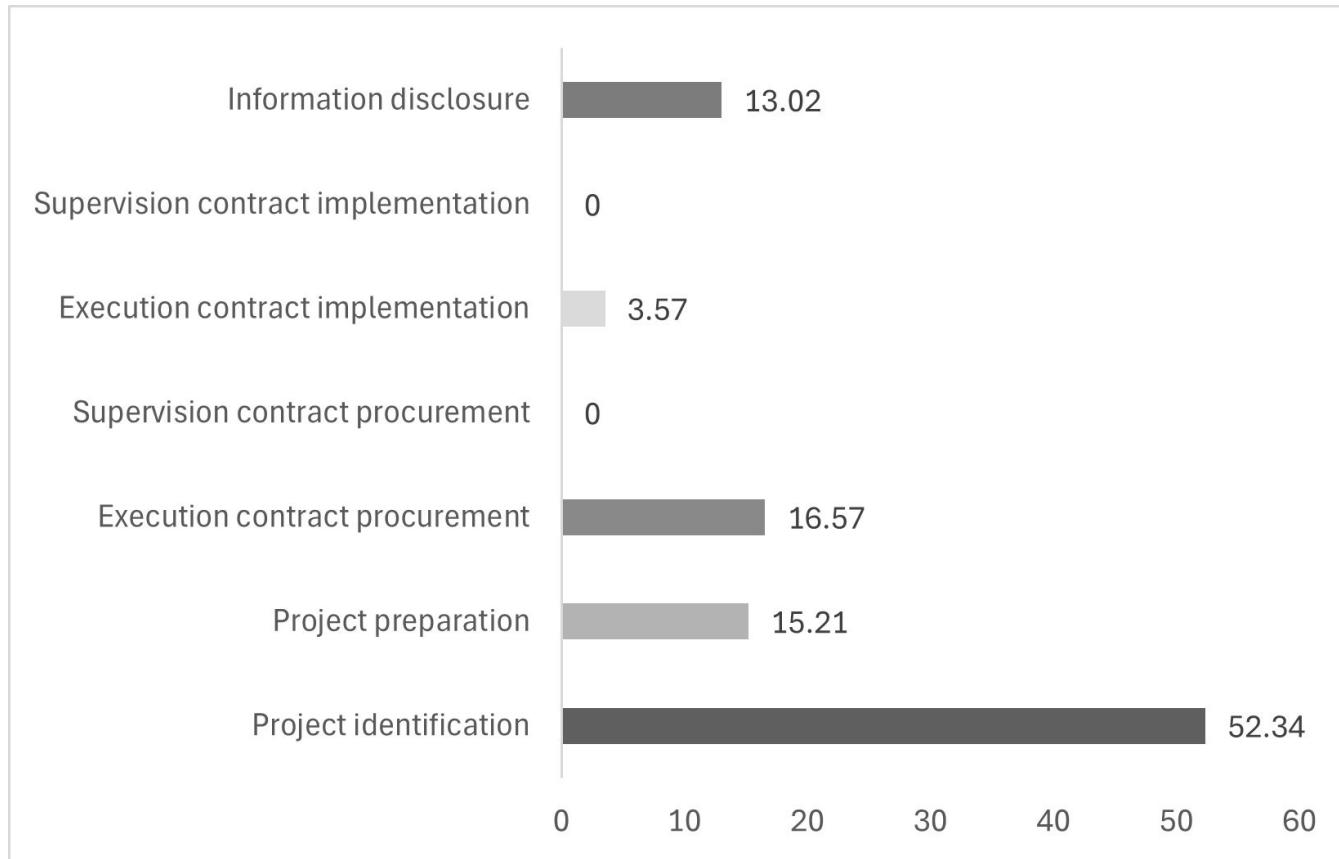 Information disclosure 13.02
Supervision contract implementation 0
Execution contract implementation 3.57
Supervision contract procurement 0
Execution contract procurement 16.57
Project preparation 15.21
Project identification 52.34
0 10 20 30 40 50 60